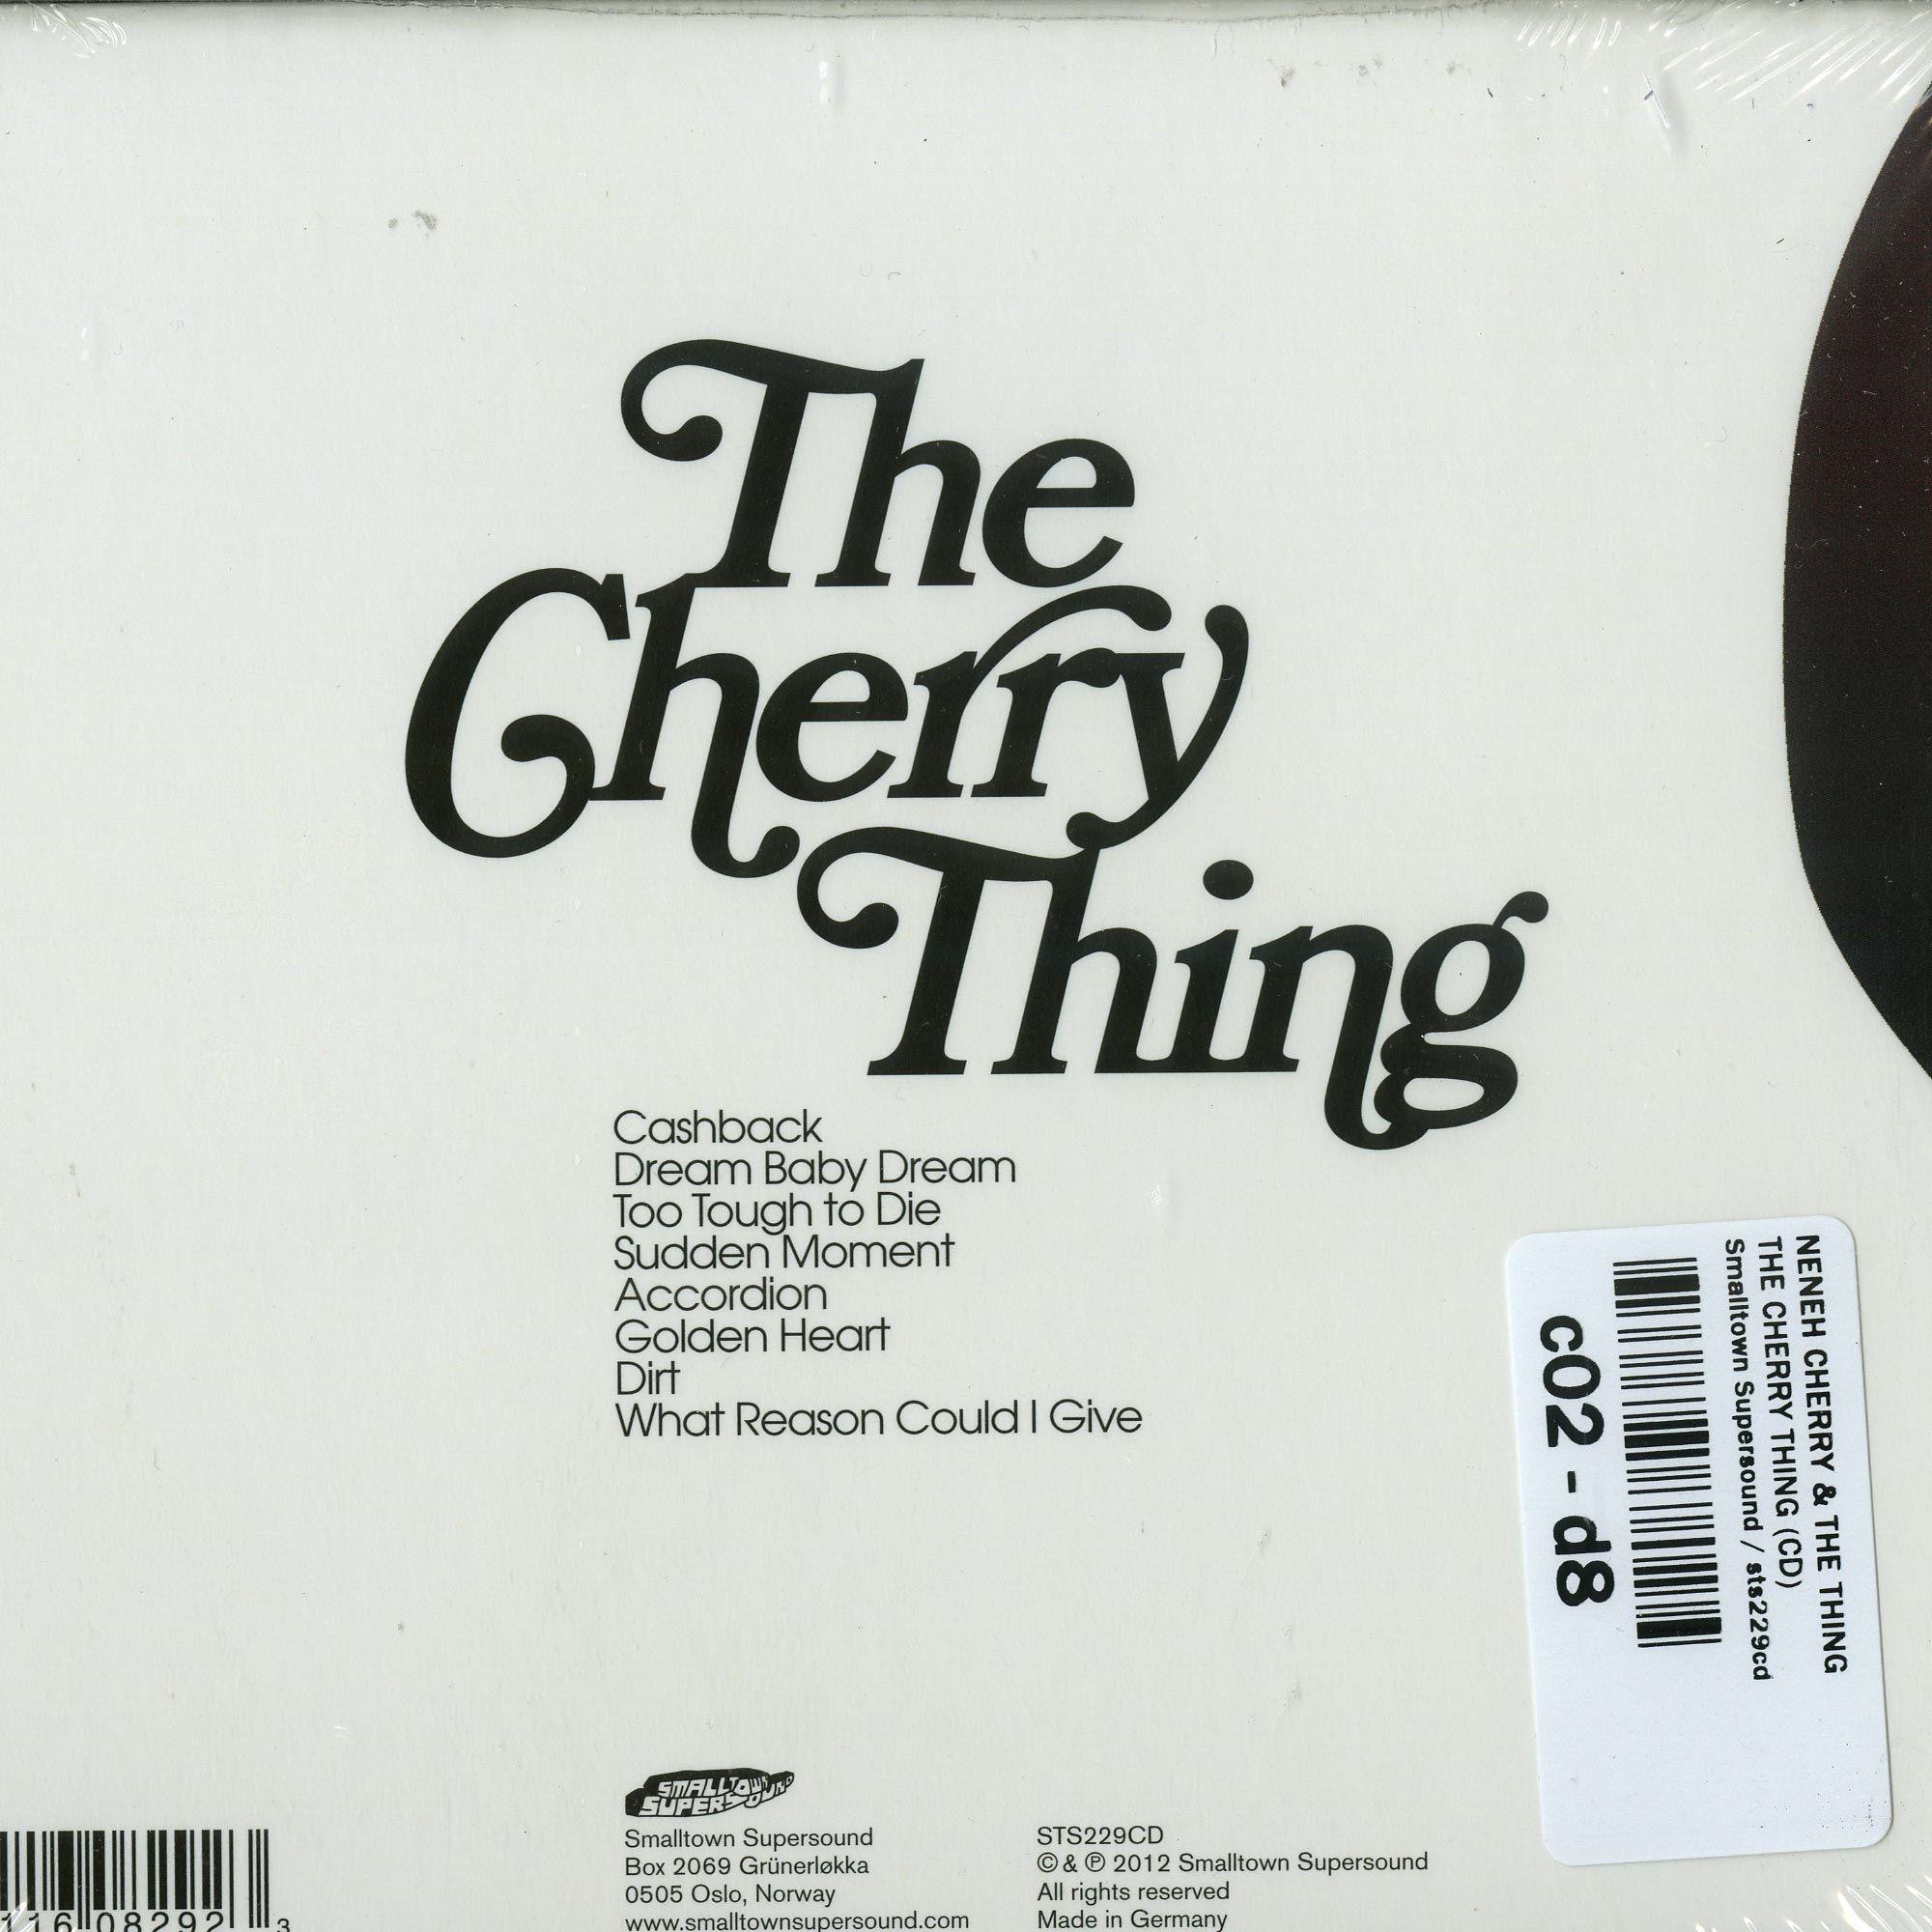 The
Cherry
Thing
Cashback
Dream Baby Dream
Too Tough to Die
Sudden Moment
Accordion
Golden Heart
Dirt
What Reason Could I Give
NENEH CHERRY & THE THING
THE CHERRY THING (CD)
Smalltown Supersound / sts229cd
c02 - d8
SMALLTOWN
SUPERSOUND
Smalltown Supersound
Box 2069 Grünerløkka
0505 Oslo, Norway
www.smalltownsupersound.com
STS229CD
© & ℗ 2012 Smalltown Supersound
All rights reserved
Made in Germany
116 08292 3